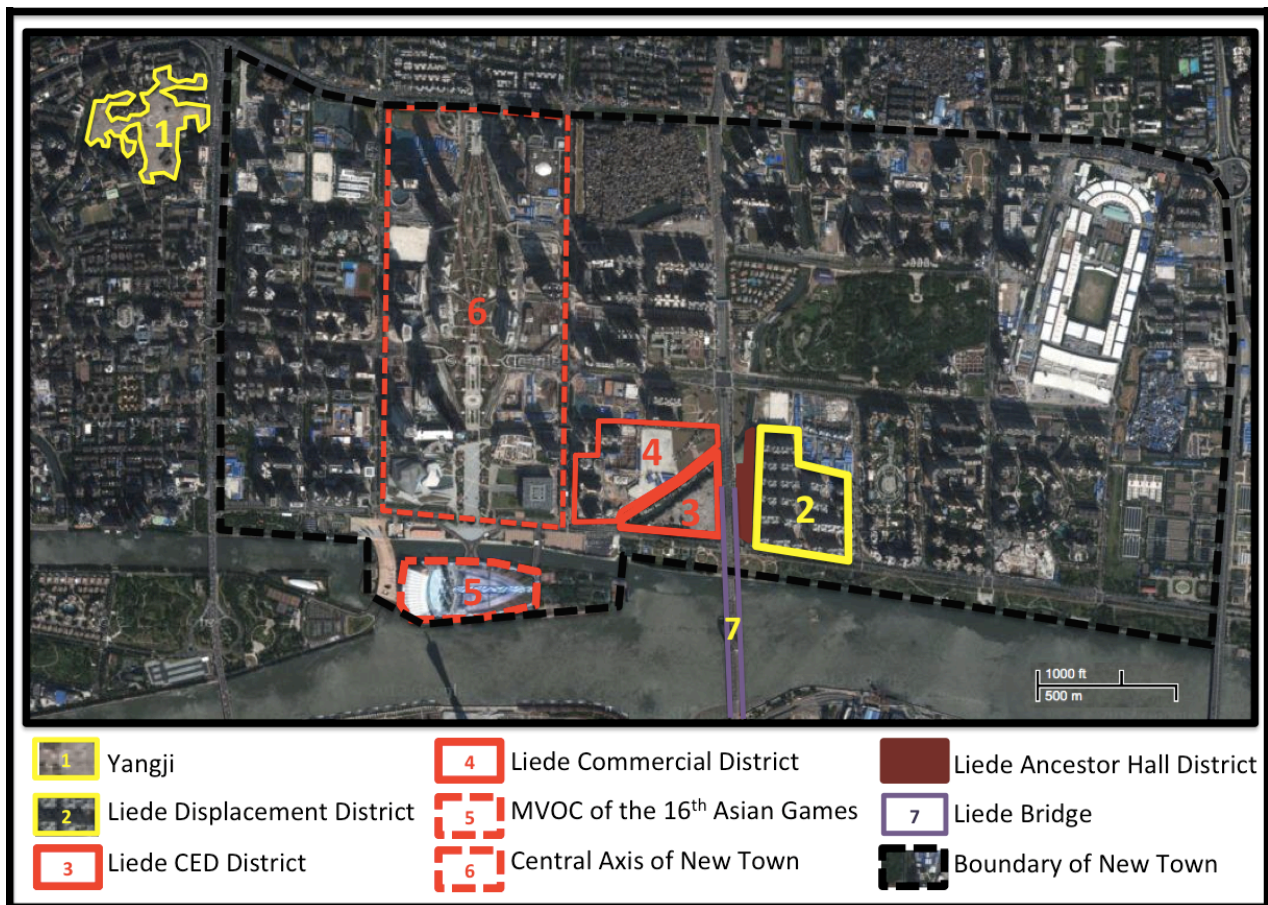 1
6
4
3
2
5
7
1000 ft
500 m
1 Yangji
4 Liede Commercial District
Liede Ancestor Hall District
2 Liede Displacement District
5 MVOC of the 16th Asian Games
7 Liede Bridge
3 Liede CED District
6 Central Axis of New Town
Boundary of New Town